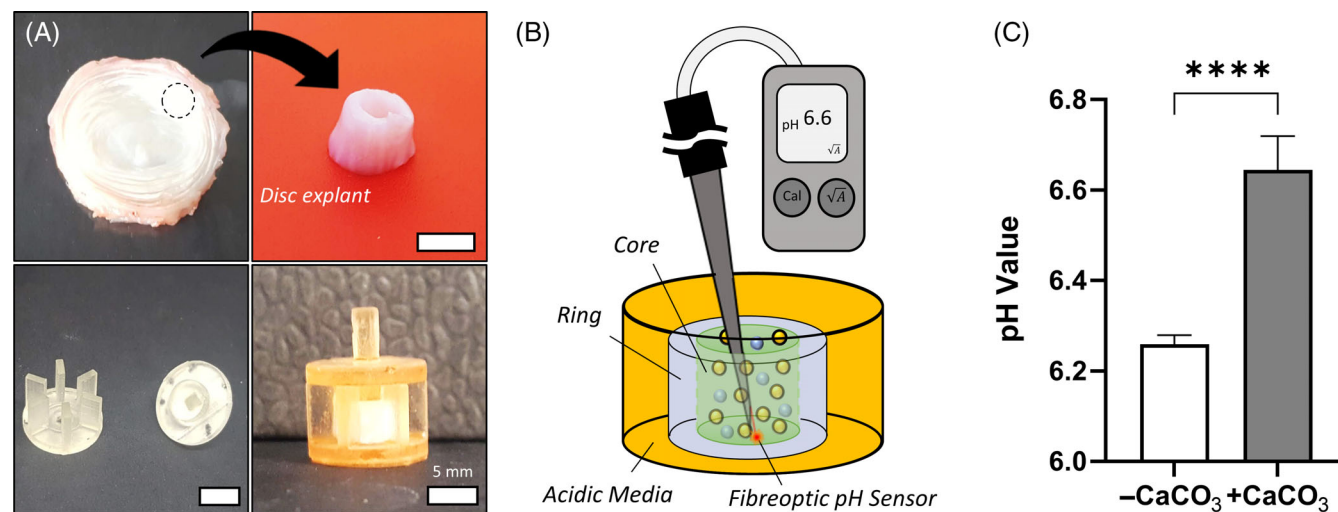 (A)
Disc explant
5 mm
(B)
pH 6.6
√A
Cal
√A
Core
Ring
Acidic Media
Fibreoptic pH Sensor
(C)
****
pH Value
6.8
6.6
6.4
6.2
6.0
–CaCO₃ +CaCO₃